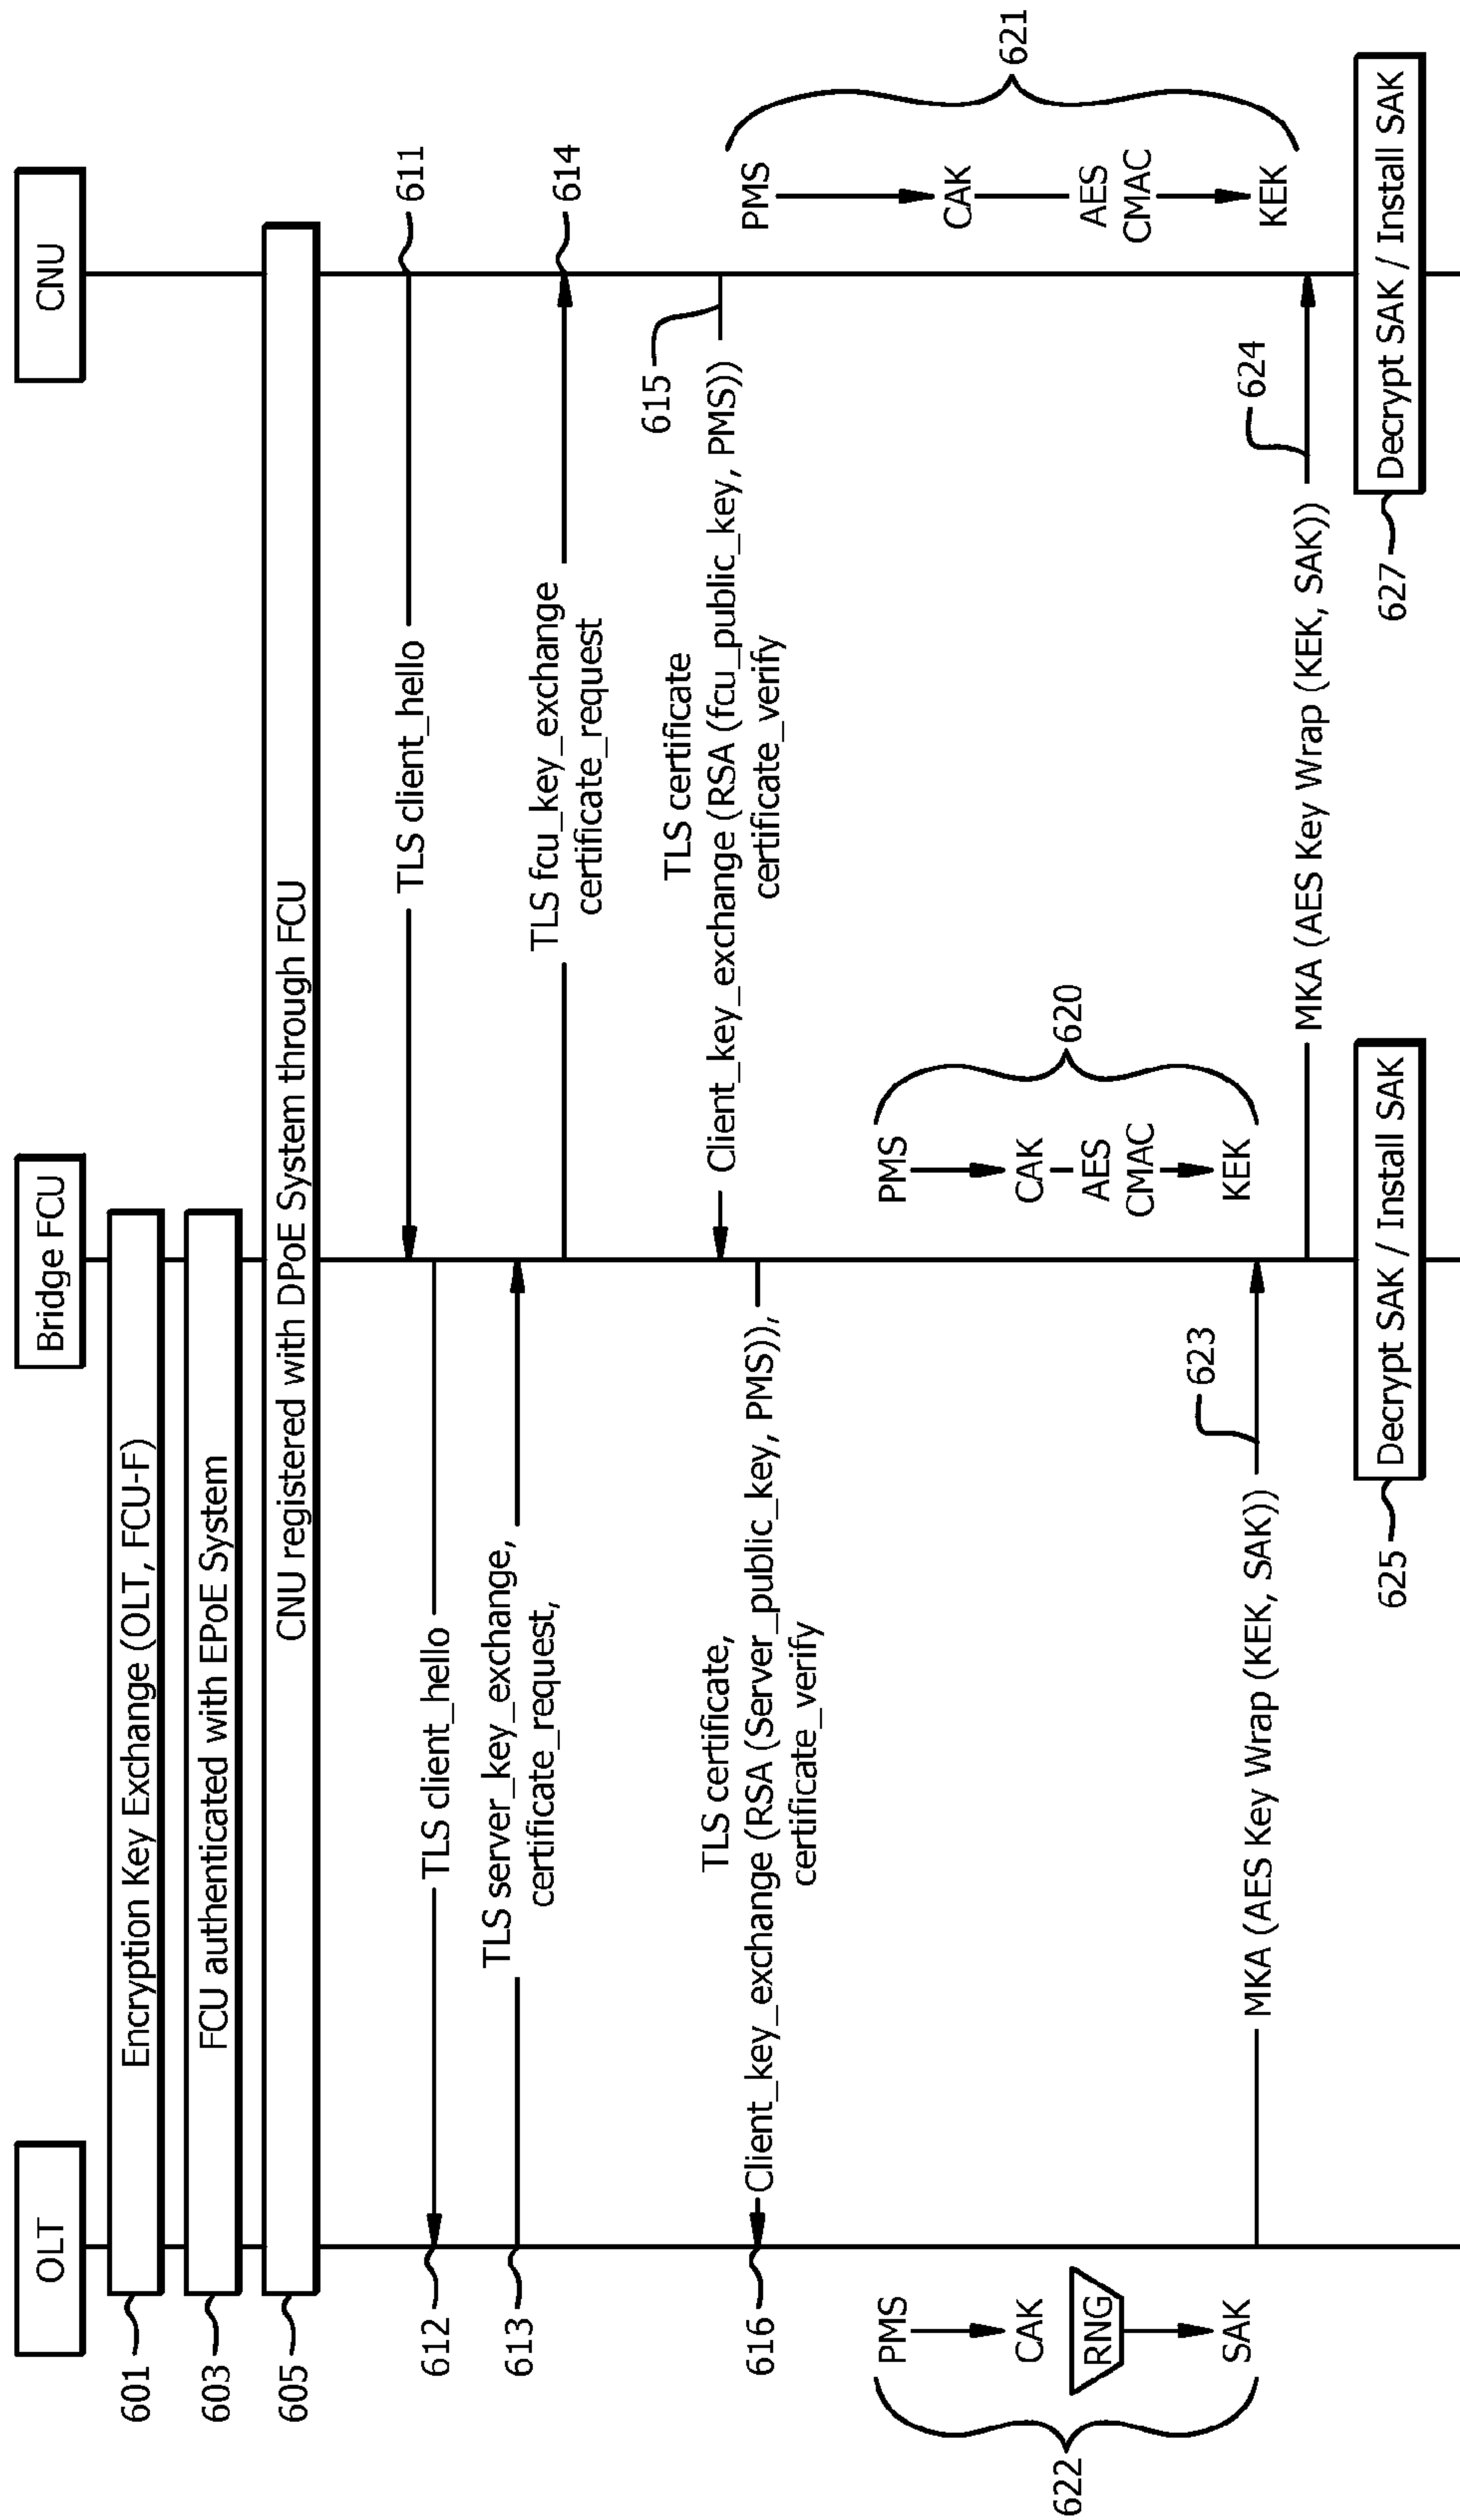 OLT
Bridge FCU
CNU
601
Encryption Key Exchange (OLT, FCU-F)
603
FCU authenticated with EPoE System
605
CNU registered with DPoE System through FCU
TLS client_hello
611
612
TLS client_hello
613
TLS server_key_exchange,
certificate_request,
TLS fcu_key_exchange
certificate_request
614
615
TLS certificate
Client_key_exchange (RSA (fcu_public_key, PMS))
certificate_verify
616
TLS certificate,
Client_key_exchange (RSA (Server_public_key, PMS)),
certificate_verify
622
PMS
CAK
RNG
SAK
PMS
CAK
AES
CMAC
KEK
620
PMS
CAK
AES
CMAC
KEK
621
MKA (AES Key Wrap (KEK, SAK))
623
MKA (AES Key Wrap (KEK, SAK))
624
625
Decrypt SAK / Install SAK
627
Decrypt SAK / Install SAK